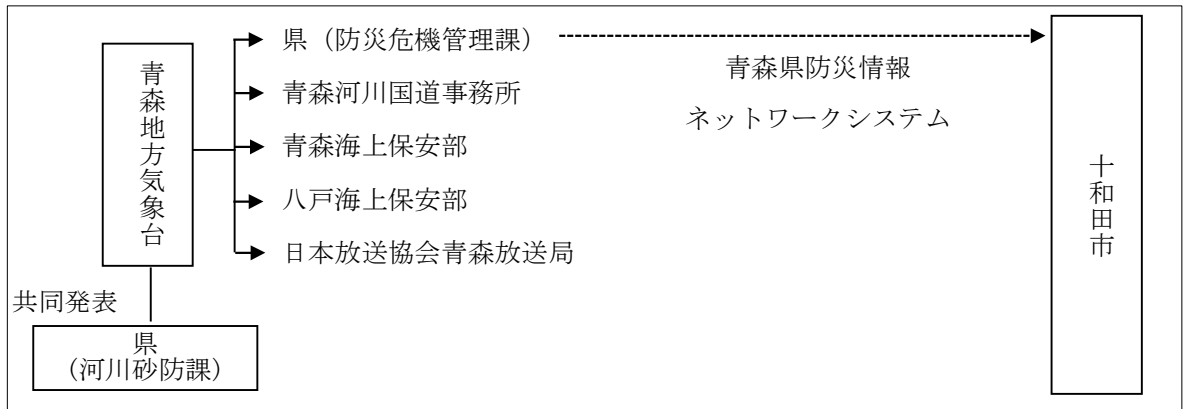 青森地方気象台
県（防災危機管理課）
青森河川国道事務所
青森海上保安部
八戸海上保安部
日本放送協会青森放送局
青森県防災情報
ネットワークシステム
十和田市
共同発表
県
（河川砂防課）